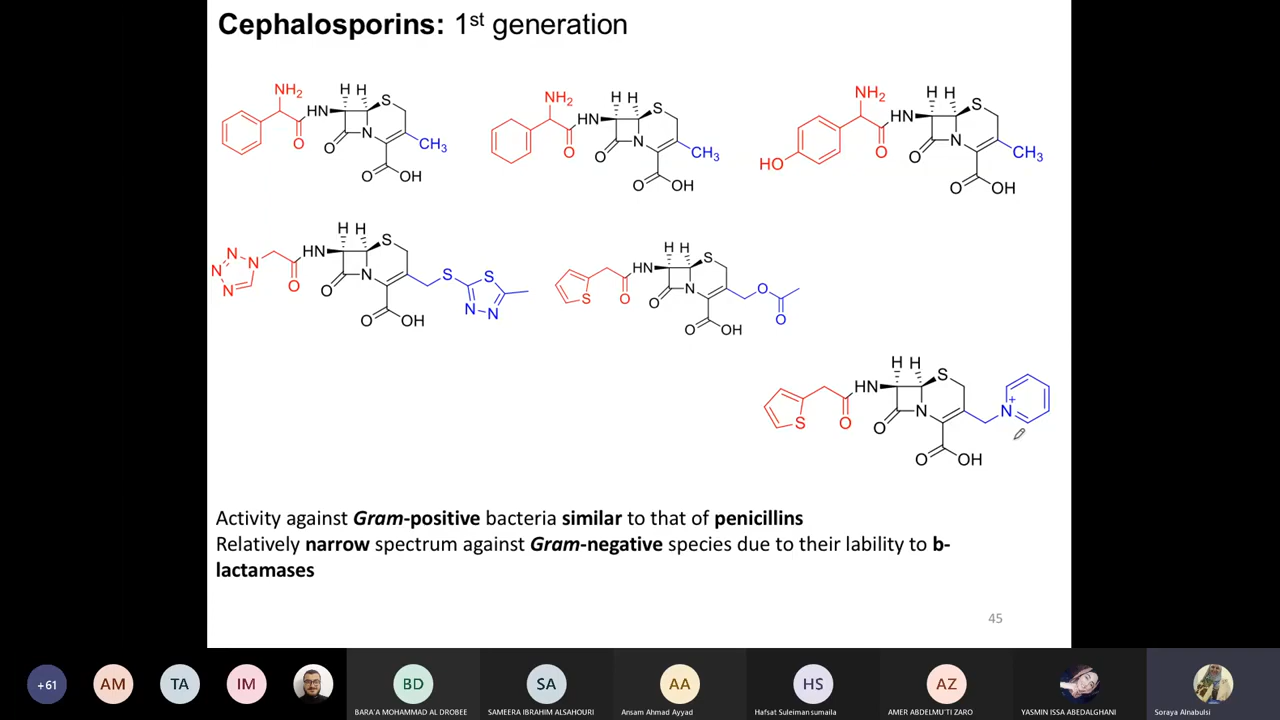 Cephalosporins: 1st generation
NH₂ H H S HN O N CH₃ O OH
NH₂ H H S HN O N CH₃ O OH
NH₂ H H S HN HO O O N CH₃ O OH
N N N N HN H H S O O N S S N N O OH
S HN H H S O O N O O O OH
S HN H H S O O N N+ O OH
Activity against Gram-positive bacteria similar to that of penicillins
Relatively narrow spectrum against Gram-negative species due to their lability to b-
lactamases
45
+61 AM TA IM BD SA AA HS AZ
BARA'A MOHAMMAD AL DROBEE SAMEERA IBRAHIM ALSAHOURI Ansam Ahmad Ayyad Hafsat Suleimansumaila AMER ABDELMU'TI ZARO YASMIN ISSA ABEDALGHANI Soraya Alnabulsi